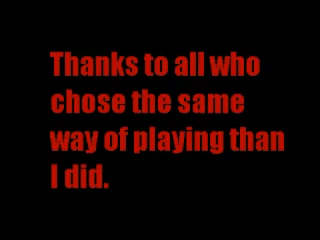 Thanks to all who
chose the same
way of playing than
I did.